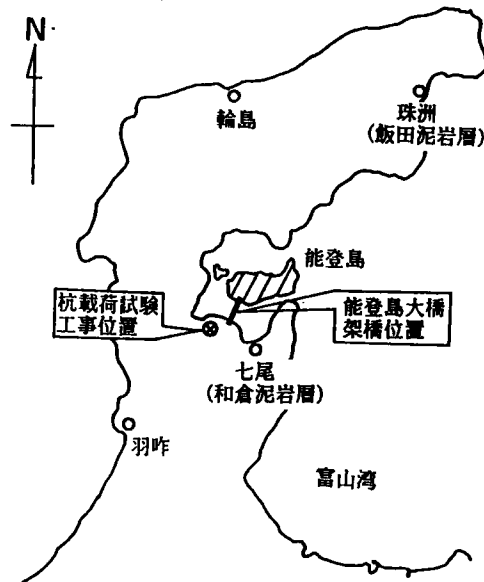 N
輪島
珠洲
(飯田泥岩層)
能登島
杭載荷試験
工事位置
能登島大橋
架橋位置
七尾
(和倉泥岩層)
羽咋
富山湾